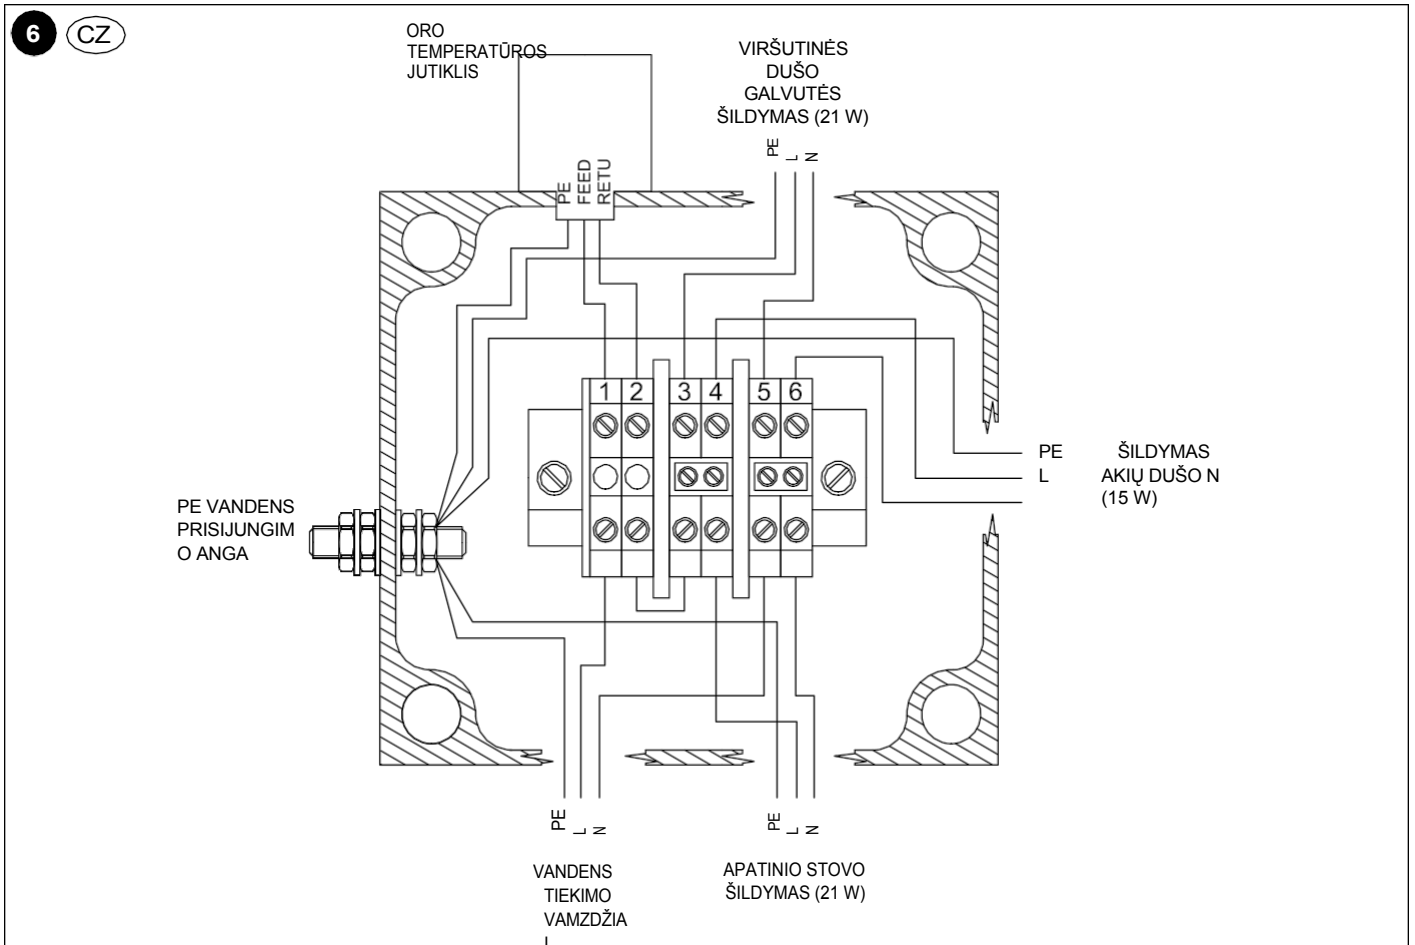 6 CZ
ORO
TEMPERATŪROS
JUTIKLIS
VIRŠUTINĖS
DUŠO
GALVUTĖS
ŠILDYMAS (21 W)
PE
L
N
PE
FEED
RETU
1 2 3 4 5 6
PE ŠILDYMAS
L AKIŲ DUŠO N
(15 W)
PE VANDENS
PRISIJUNGIM
O ANGA
PE
L
N
PE
L
N
VANDENS
TIEKIMO
VAMZDŽIA
APATINIO STOVO
ŠILDYMAS (21 W)